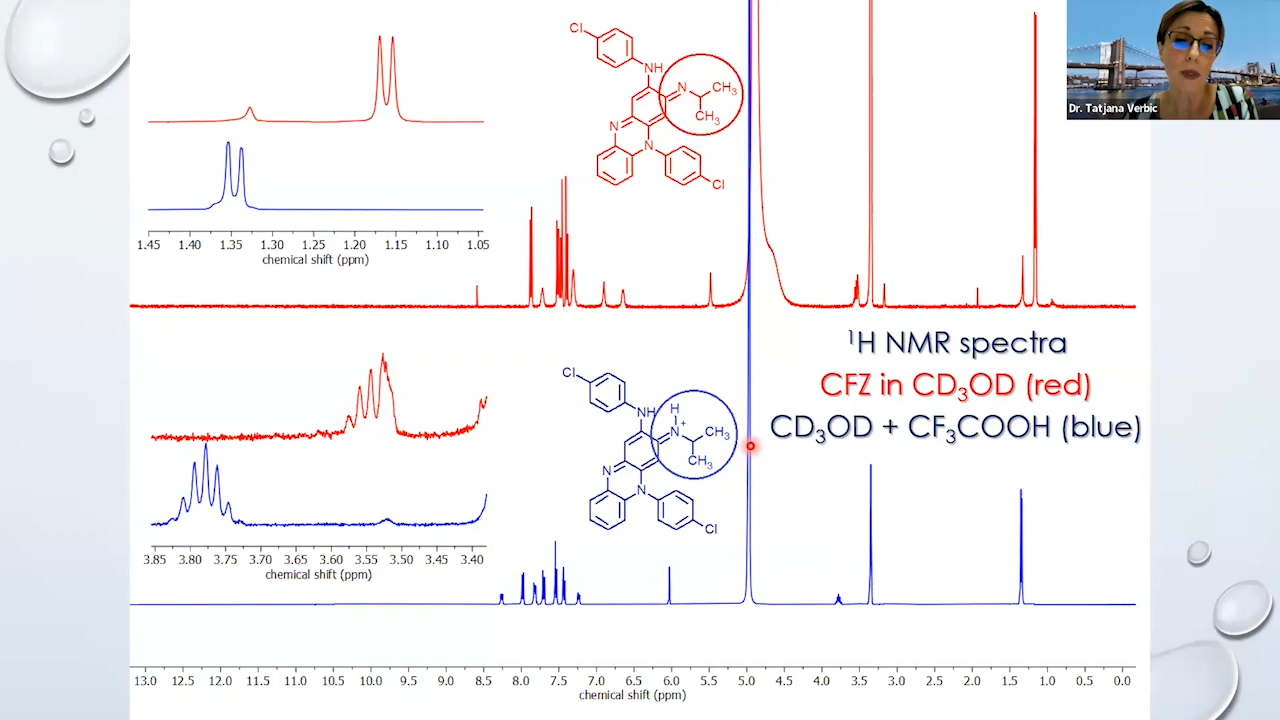 1.45 1.40 1.35 1.30 1.25 1.20 1.15 1.10 1.05
chemical shift (ppm)
Cl
NH
N
CH3
CH3
N
N
Cl
Dr. Tatjana Verbic
¹H NMR spectra
CFZ in CD₃OD (red)
CD₃OD + CF₃COOH (blue)
3.85 3.80 3.75 3.70 3.65 3.60 3.55 3.50 3.45 3.40
chemical shift (ppm)
Cl
NH
H
N+
CH3
CH3
N
N
Cl
13.0 12.5 12.0 11.5 11.0 10.5 10.0 9.5 9.0 8.5 8.0 7.5 7.0 6.5 6.0 5.5 5.0 4.5 4.0 3.5 3.0 2.5 2.0 1.5 1.0 0.5 0.0
chemical shift (ppm)